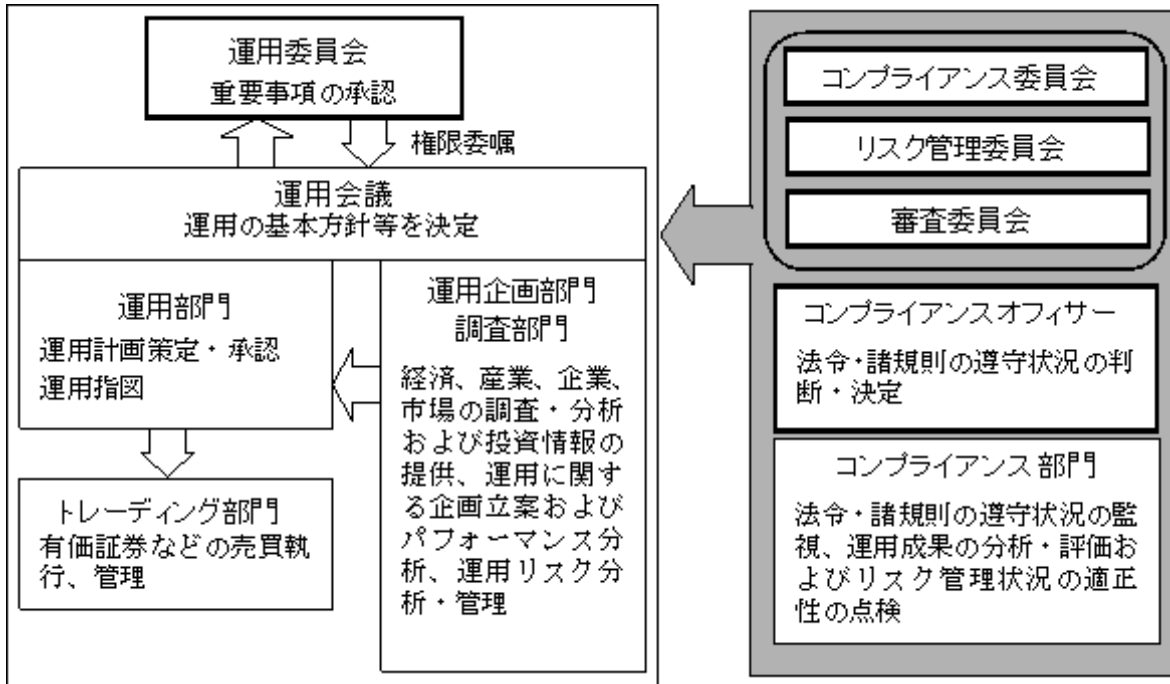 運用委員会
重要事項の承認
権限委嘱
運用会議
運用の基本方針等を決定
運用部門
運用計画策定・承認
運用指図
トレーディング部門
有価証券などの売買執
行、管理
運用企画部門
調査部門
経済、産業、企業、
市場の調査・分析
および投資情報の
提供、運用に関す
る企画立案および
パフォーマンス分
析、運用リスク分
析・管理
コンプライアンス委員会
リスク管理委員会
審査委員会
コンプライアンスオフィサー
法令・諸規則の遵守状況の判
断・決定
コンプライアンス部門
法令・諸規則の遵守状況の監
視、運用成果の分析・評価お
よびリスク管理状況の適正
性の点検